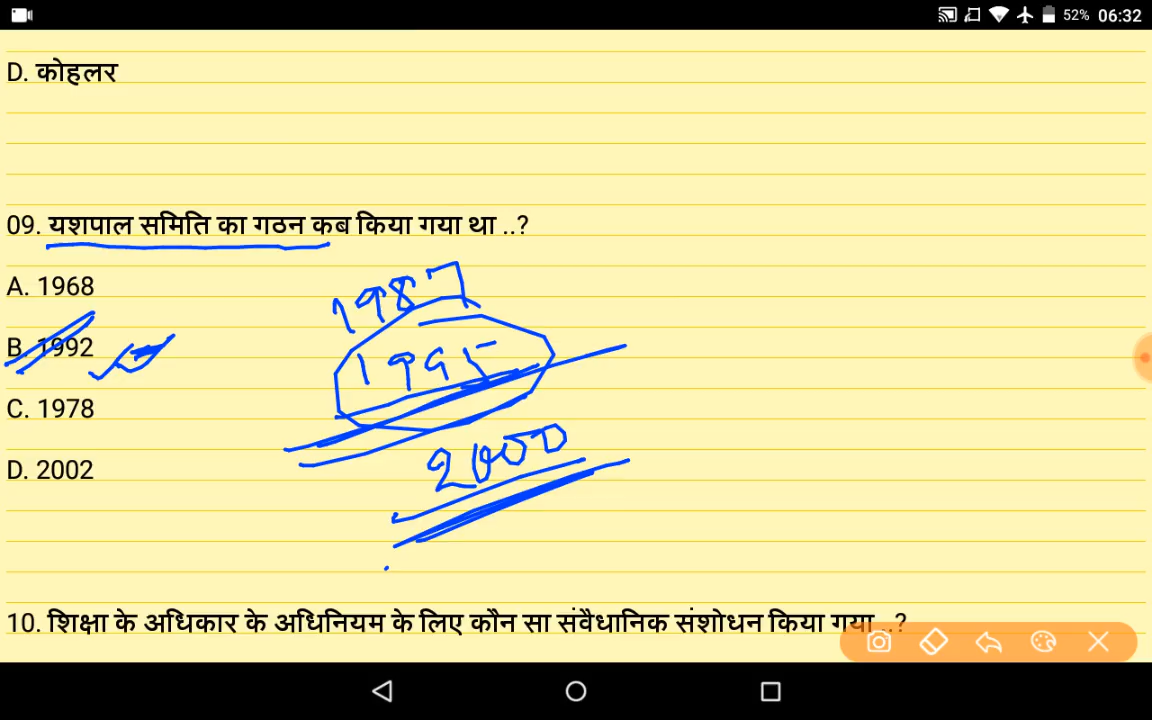 52% 06:32
D. कोहलर
09. यशपाल समिति का गठन कब किया गया था ..?
A. 1968
1987
B. 1992
1995
C. 1978
2000
D. 2002
10. शिक्षा के अधिकार के अधिनियम के लिए कौन सा संवैधानिक संशोधन किया गया ..?